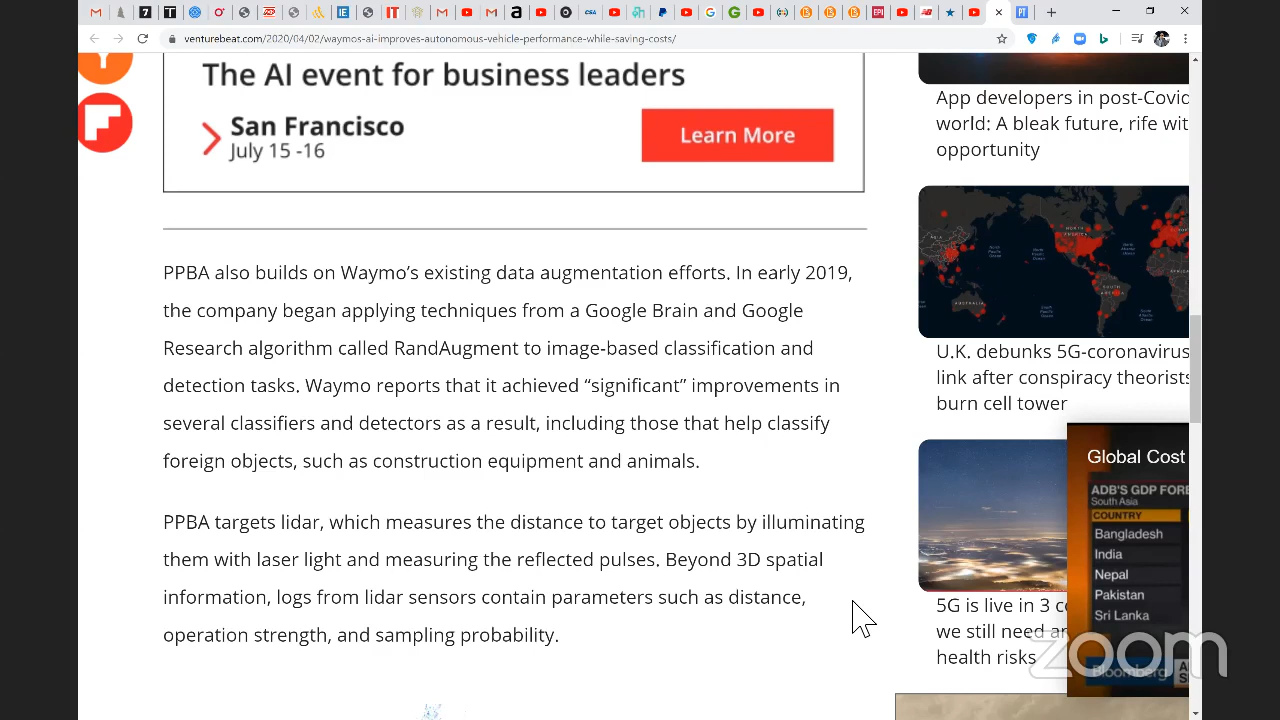 venturebeat.com/2020/04/02/waymos-ai-improves-autonomous-vehicle-performance-while-saving-costs/
The AI event for business leaders
San Francisco
July 15 -16
Learn More
PPBA also builds on Waymo's existing data augmentation efforts. In early 2019,
the company began applying techniques from a Google Brain and Google
Research algorithm called RandAugment to image-based classification and
detection tasks. Waymo reports that it achieved “significant” improvements in
several classifiers and detectors as a result, including those that help classify
foreign objects, such as construction equipment and animals.
PPBA targets lidar, which measures the distance to target objects by illuminating
them with laser light and measuring the reflected pulses. Beyond 3D spatial
information, logs from lidar sensors contain parameters such as distance,
operation strength, and sampling probability.
App developers in post-Covid
world: A bleak future, rife wit
opportunity
U.K. debunks 5G-coronavirus
link after conspiracy theorists
burn cell tower
5G is live in 3 c
we still need a
health risks
Global Cost
ADB'S GDP FORE
South Asia
COUNTRY
Bangladesh
India
Nepal
Pakistan
Sri Lanka
Bloomberg
zoom